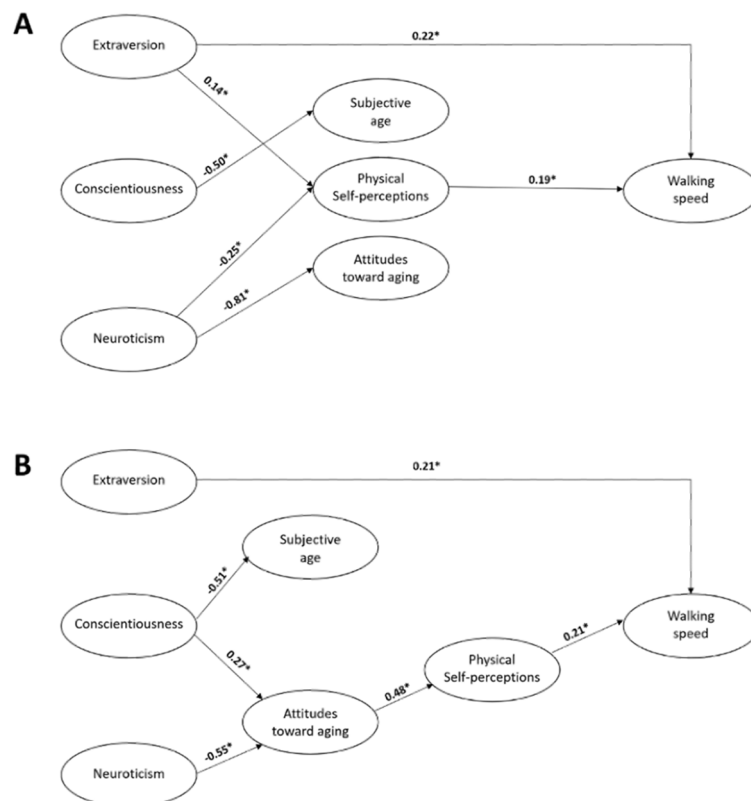 A
Extraversion
0.22*
0.14*
Subjective
age
-0.50*
Conscientiousness
Physical
Self-perceptions
0.19*
Walking
speed
-0.25*
Attitudes
toward aging
-0.81*
Neuroticism
B
Extraversion
0.21*
Subjective
age
-0.51*
Conscientiousness
Walking
speed
0.21*
Physical
Self-perceptions
0.27*
0.48*
Attitudes
toward aging
-0.55*
Neuroticism